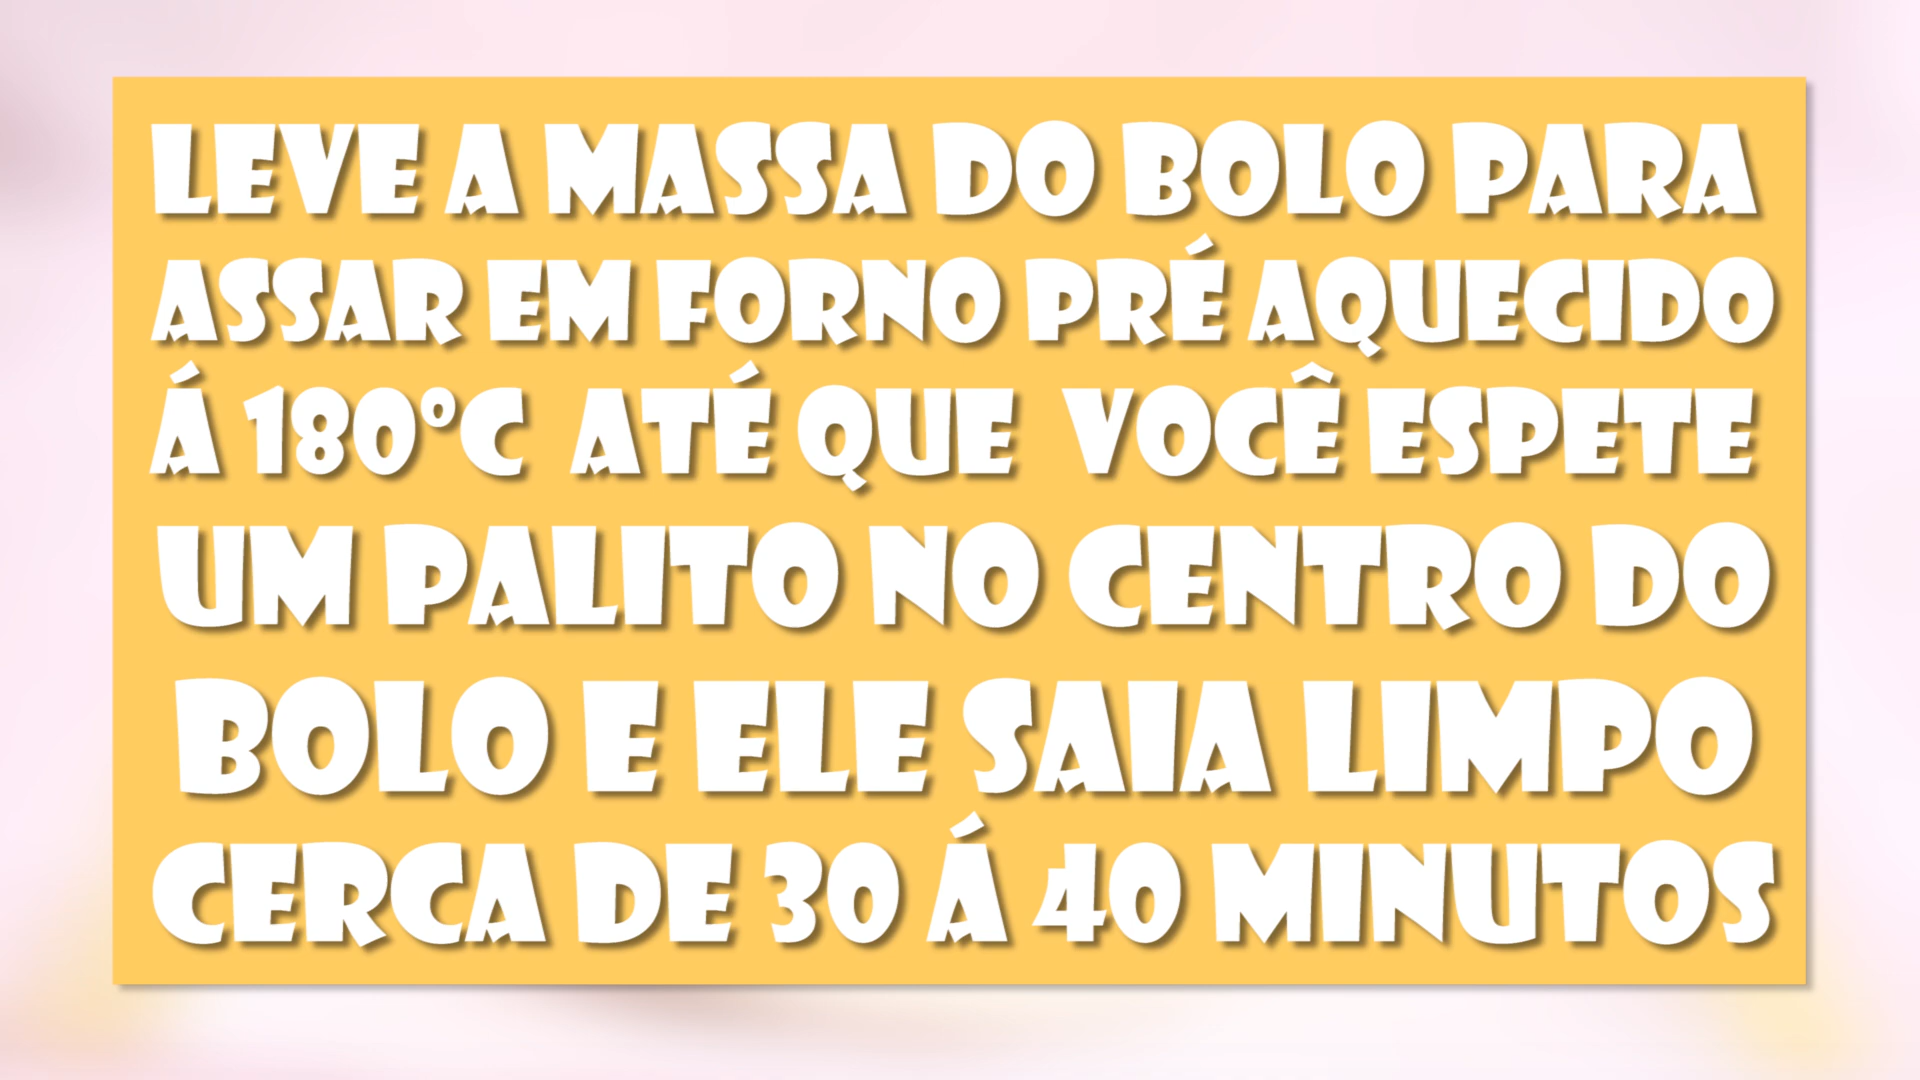 LEVE A MASSA DO BOLO PARA
ASSAR EM FORNO PRÉ AQUECIDO
Á 180°C ATÉ QUE VOCÊ ESPETE
UM PALITO NO CENTRO DO
BOLO E ELE SAIA LIMPO
CERCA DE 30 Á 40 MINUTOS